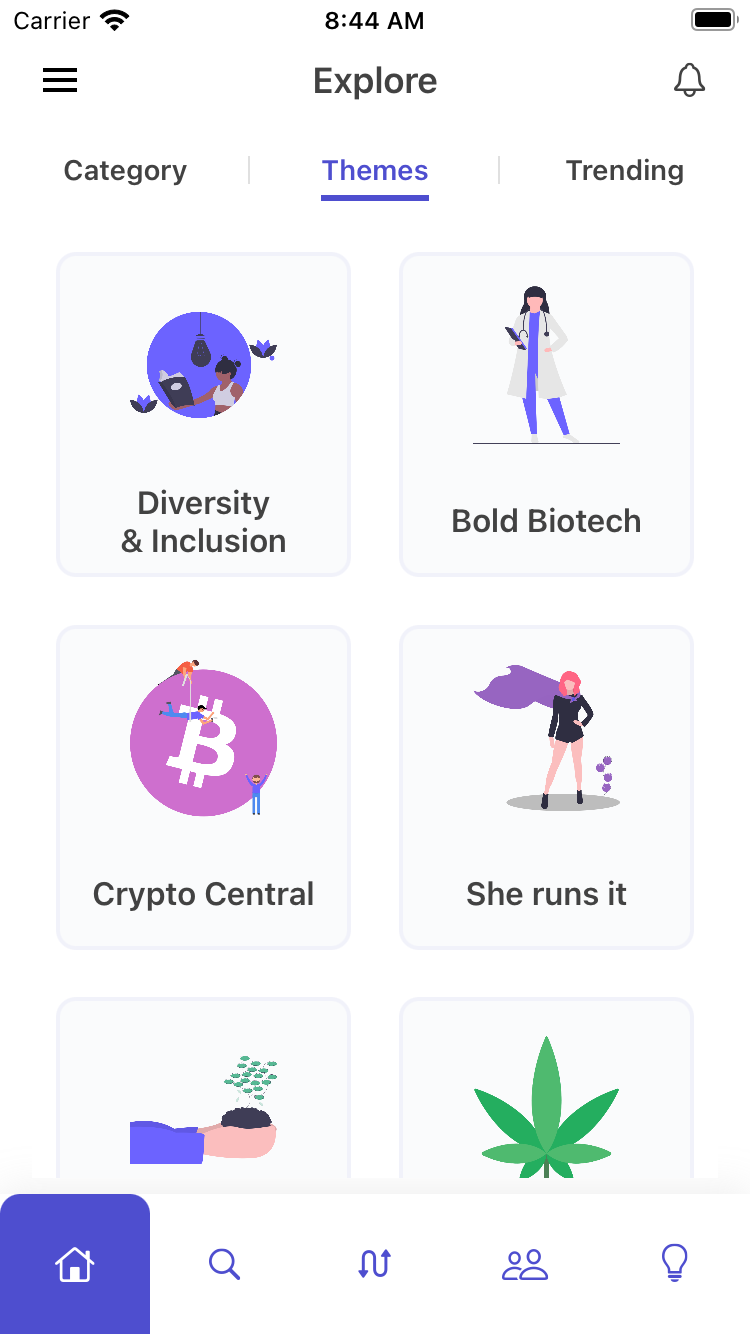 Carrier 8:44 AM
Explore
Category Themes Trending
Diversity
& Inclusion
Bold Biotech
Crypto Central
She runs it